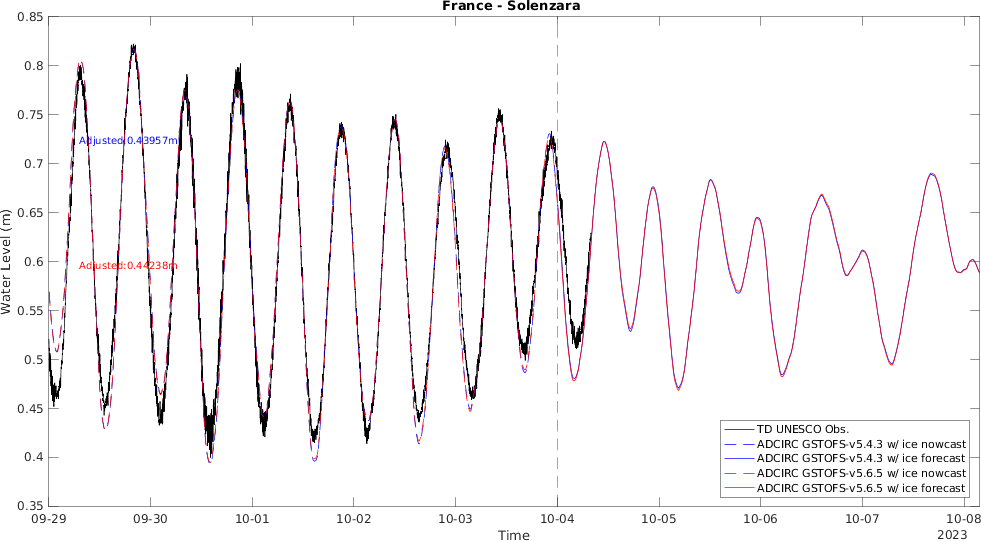 France - Solenzara
0.85
0.8
0.75
0.7
0.65
0.6
0.55
0.5
0.45
0.4
0.35
Water Level (m)
Adjusted:0.43957m
Adjusted:0.44238m
TD UNESCO Obs.
ADCIRC GSTOFS-v5.4.3 w/ ice nowcast
ADCIRC GSTOFS-v5.4.3 w/ ice forecast
ADCIRC GSTOFS-v5.6.5 w/ ice nowcast
ADCIRC GSTOFS-v5.6.5 w/ ice forecast
09-29 09-30 10-01 10-02 10-03 10-04 10-05 10-06 10-07 10-08
Time
2023